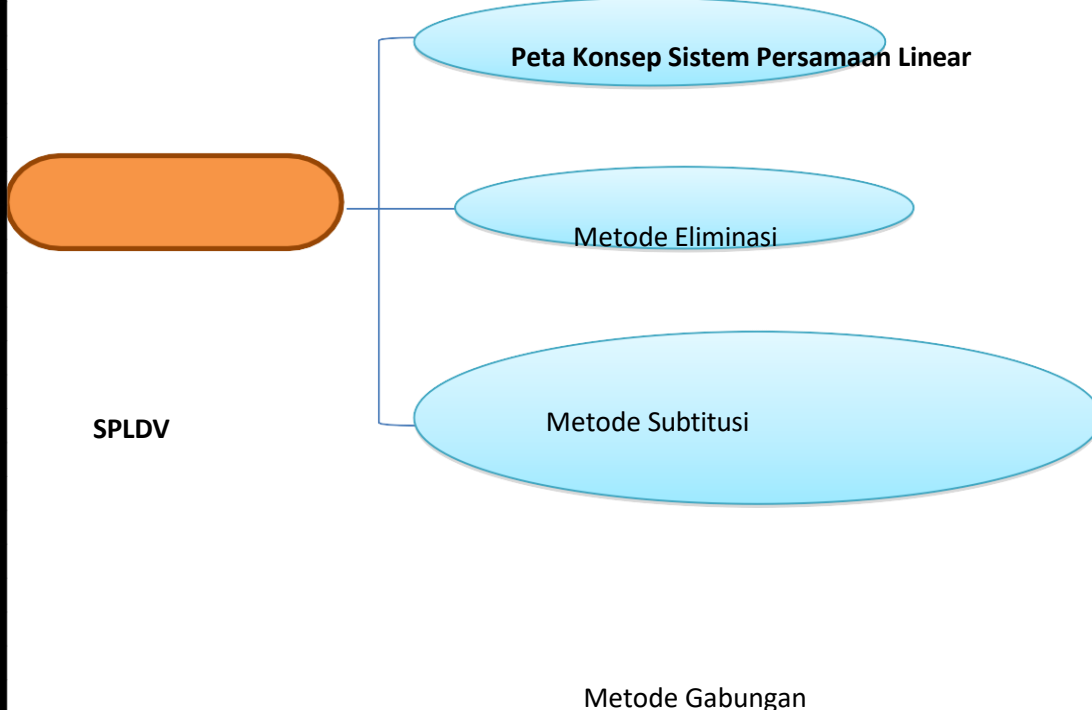 Peta Konsep Sistem Persamaan Linear
Metode Eliminasi
Metode Subtitusi
SPLDV
Metode Gabungan